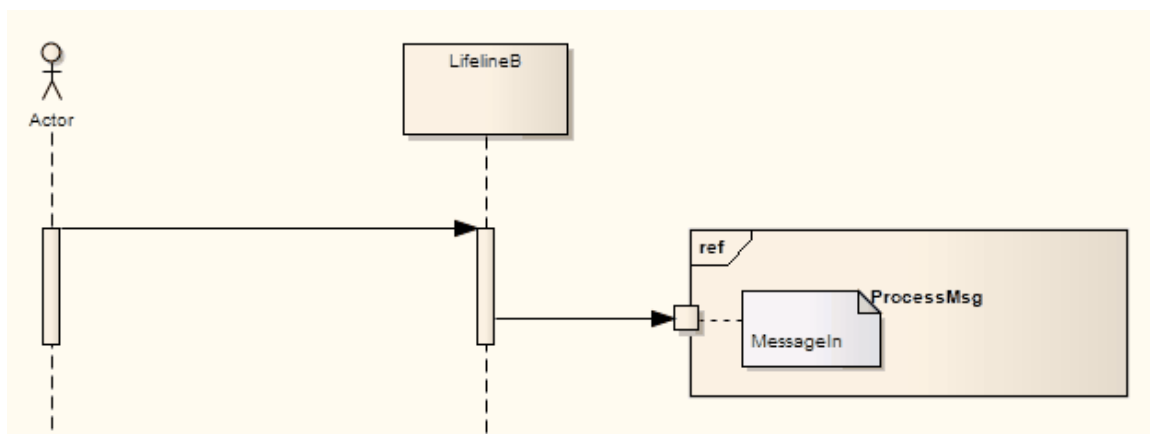 LifelineB
Actor
ref
ProcessMsg
MessageIn